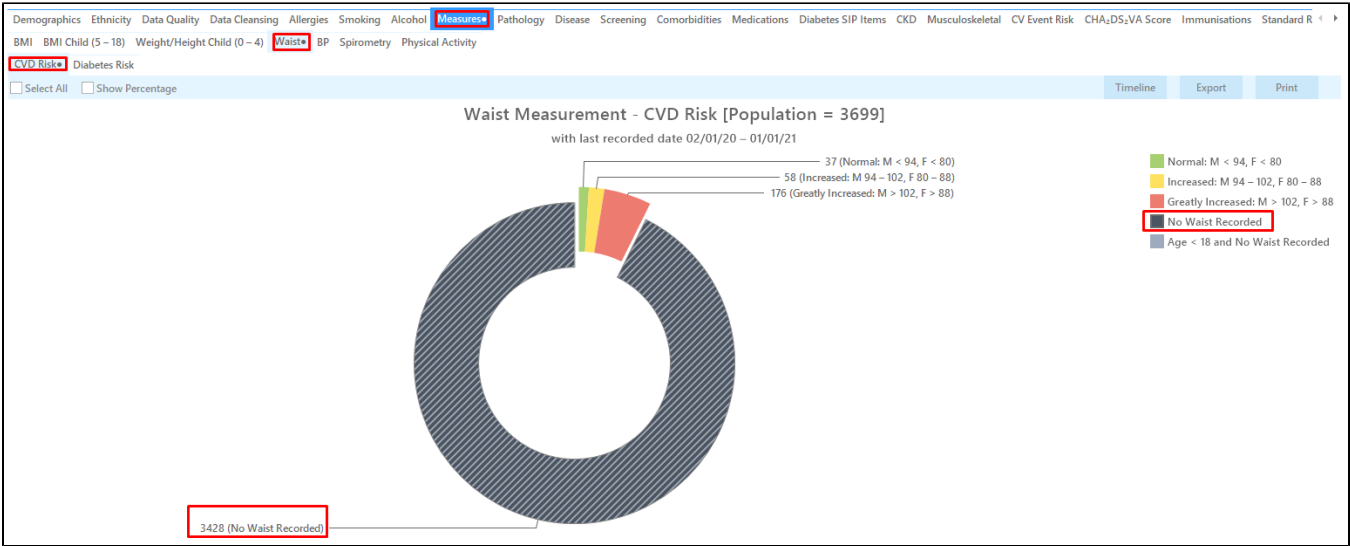 Demographics Ethnicity Data Quality Data Cleansing Allergies Smoking Alcohol Measures• Pathology Disease Screening Comorbidities Medications Diabetes SIP Items CKD Musculoskeletal CV Event Risk CHA₂DS₂VA Score Immunisations Standard R
BMI BMI Child (5 – 18) Weight/Height Child (0 – 4) Waist• BP Spirometry Physical Activity
CVD Risk• Diabetes Risk
Select All Show Percentage Timeline Export Print
Waist Measurement - CVD Risk [Population = 3699]
with last recorded date 02/01/20 – 01/01/21
37 (Normal: M < 94, F < 80)
58 (Increased: M 94 – 102, F 80 – 88)
176 (Greatly Increased: M > 102, F > 88)
Normal: M < 94, F < 80
Increased: M 94 – 102, F 80 – 88
Greatly Increased: M > 102, F > 88
No Waist Recorded
Age < 18 and No Waist Recorded
3428 (No Waist Recorded)